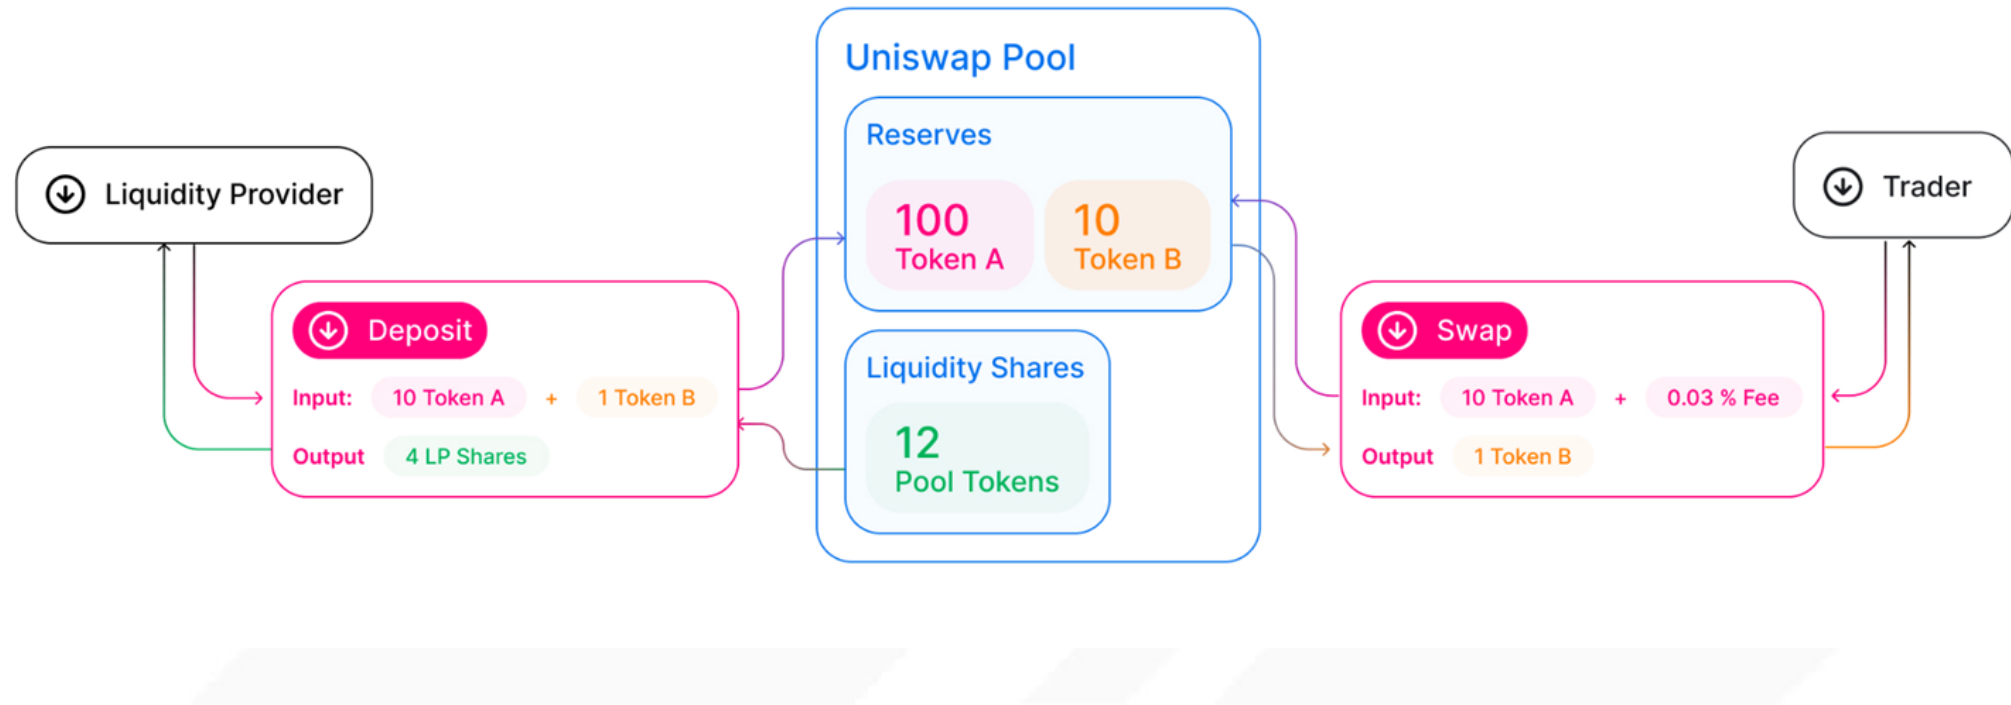 Uniswap Pool
Reserves
100
Token A
10
Token B
Liquidity Shares
12
Pool Tokens
Liquidity Provider
Deposit
Input: 10 Token A + 1 Token B
Output 4 LP Shares
Trader
Swap
Input: 10 Token A + 0.03 % Fee
Output 1 Token B